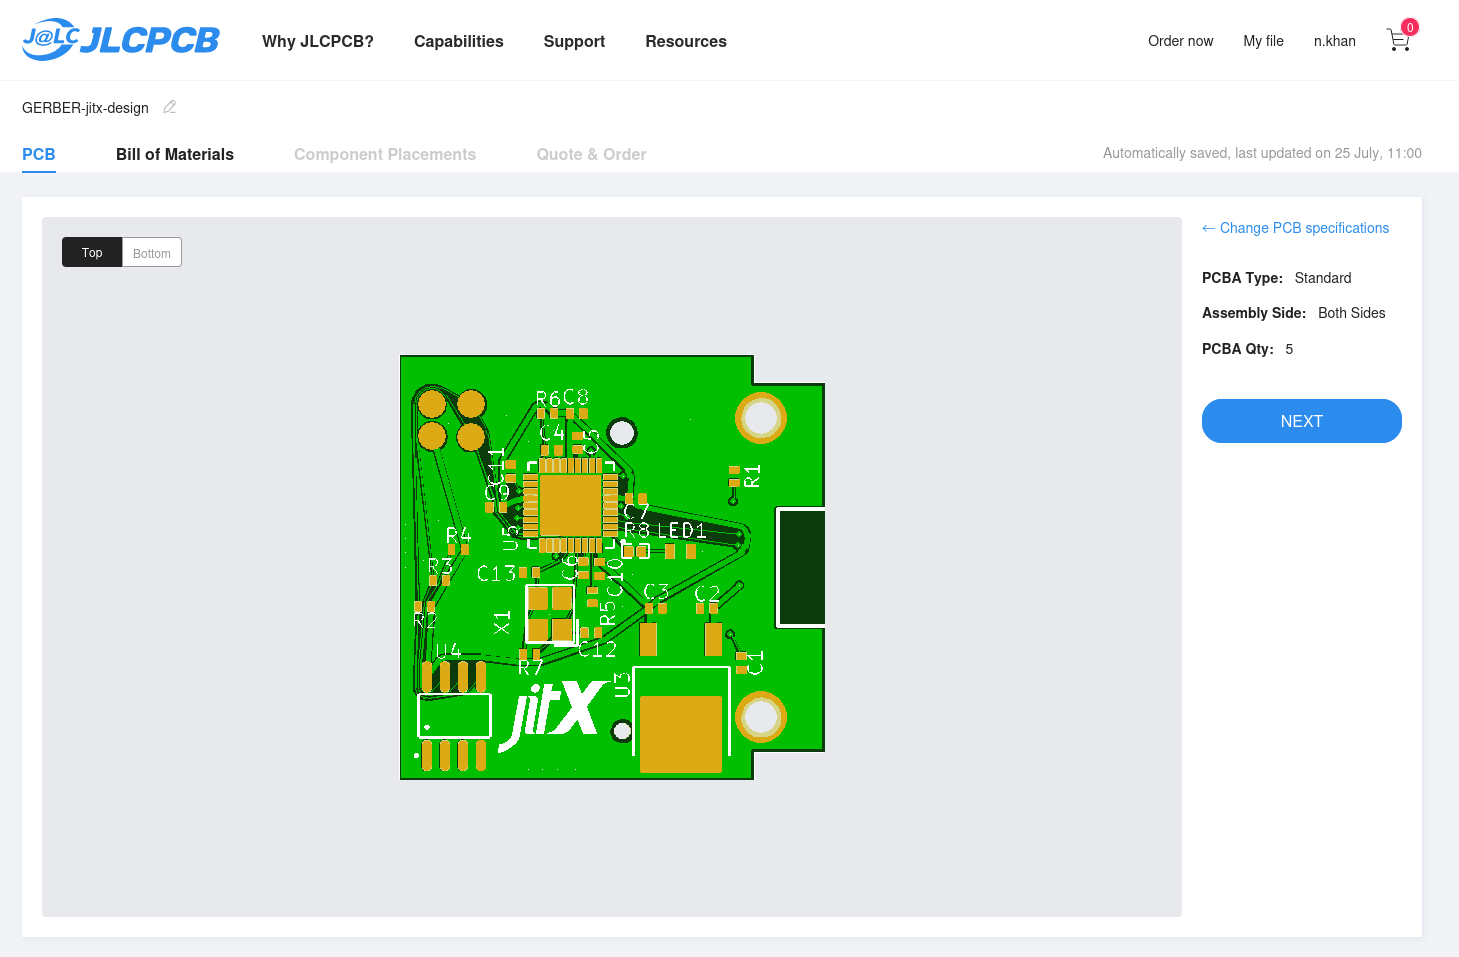 J@LC JLCPCB
Why JLCPCB?
Capabilities
Support
Resources
Order now
My file
n.khan
0
GERBER-jitx-design
PCB
Bill of Materials
Component Placements
Quote & Order
Automatically saved, last updated on 25 July, 11:00
Top
Bottom
← Change PCB specifications
PCBA Type: Standard
Assembly Side: Both Sides
PCBA Qty: 5
NEXT
R6
C8
C4
C5
C11
C9
R1
C7
U5
R8
LED1
R4
R3
C13
C6
C10
C3
C2
R2
X1
R5
U4
C12
R7
C1
U3
jitX